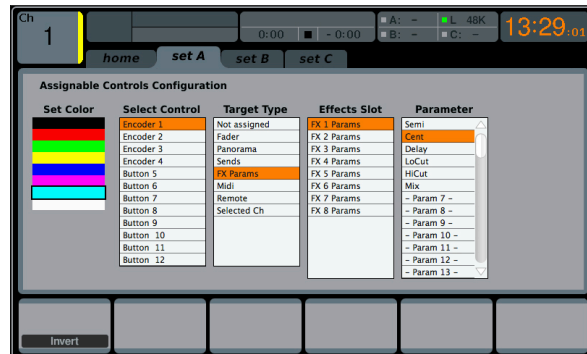 Ch
1
0:00 - 0:00
A: - L 48K
B: - C: -
13:29:01
home set A set B set C
Assignable Controls Configuration
Set Color Select Control Target Type Effects Slot Parameter
Encoder 1 Not assigned FX 1 Params Semi
Encoder 2 Fader FX 2 Params Cent
Encoder 3 Panorama FX 3 Params Delay
Encoder 4 Sends FX 4 Params LoCut
Button 5 FX Params FX 5 Params HiCut
Button 6 Midi FX 6 Params Mix
Button 7 Remote FX 7 Params - Param 7 -
Button 8 Selected Ch FX 8 Params - Param 8 -
Button 9 - Param 9 -
Button 10 - Param 10 -
Button 11 - Param 11 -
Button 12 - Param 12 -
- Param 13 -
Invert